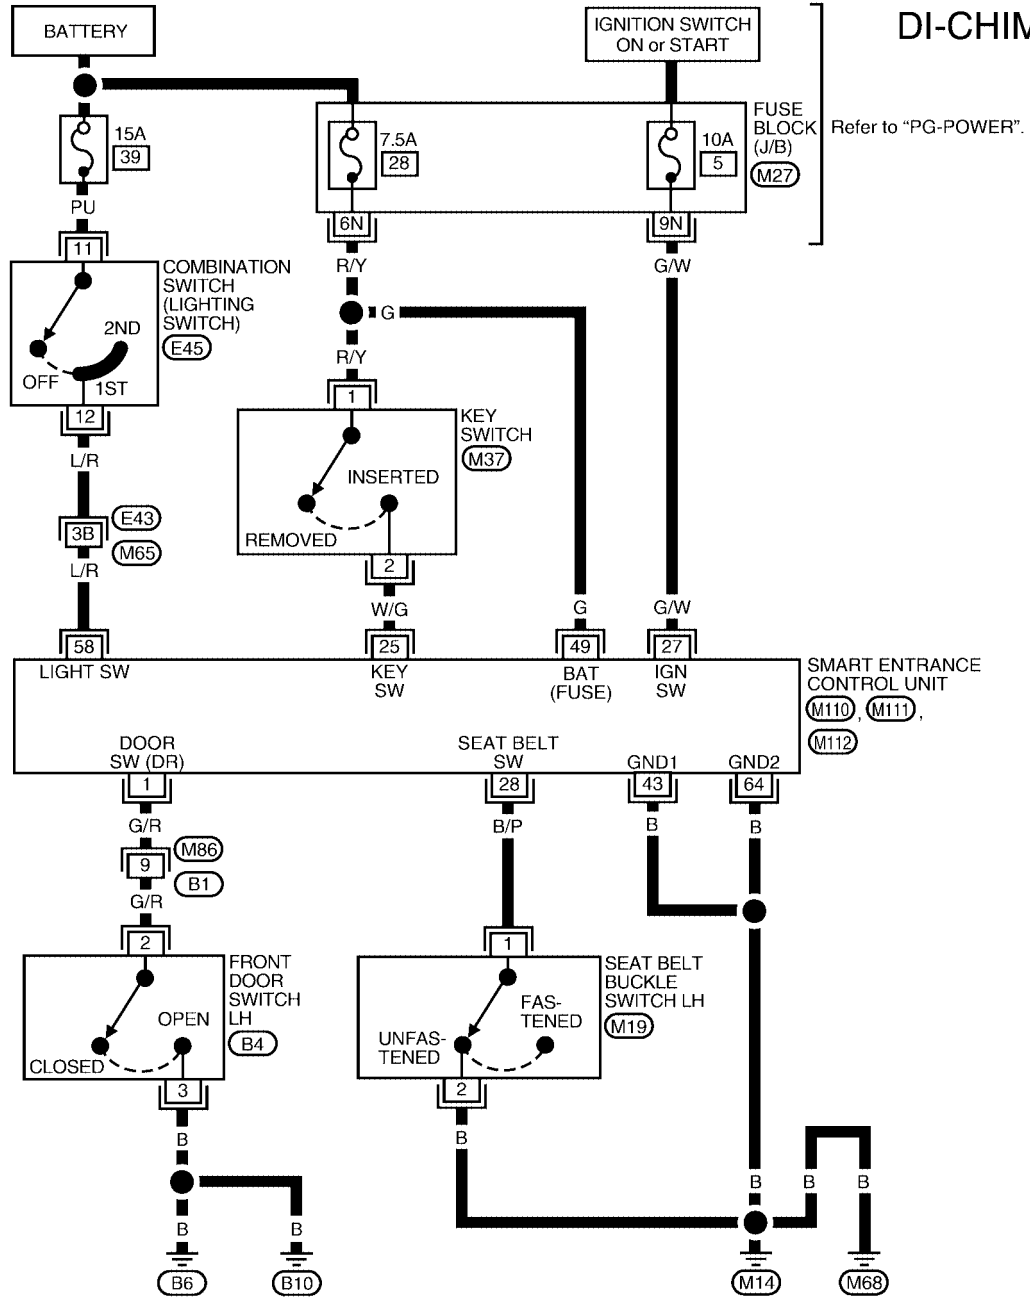 BATTERY
IGNITION SWITCH
ON or START
DI-CHIM
15A
39
7.5A
28
10A
5
FUSE
BLOCK
(J/B)
M27
Refer to "PG-POWER".
PU
6N
9N
11
R/Y
G/W
COMBINATION
SWITCH
(LIGHTING
SWITCH)
E45
G
2ND
OFF
1ST
R/Y
12
1
KEY
SWITCH
M37
L/R
INSERTED
REMOVED
E43
3B
M65
L/R
2
W/G
G
G/W
58
25
49
27
LIGHT SW
KEY
SW
BAT
(FUSE)
IGN
SW
SMART ENTRANCE
CONTROL UNIT
M110 , M111 ,
M112
DOOR
SW (DR)
SEAT BELT
SW
GND1
GND2
1
28
43
64
G/R
B/P
B
B
M86
9
B1
G/R
2
1
FRONT
DOOR
SWITCH
LH
B4
OPEN
CLOSED
SEAT BELT
BUCKLE
SWITCH LH
M19
FAS-
TENED
UNFAS-
TENED
3
2
B
B
B
B
B
B
B
B6
B10
M14
M68